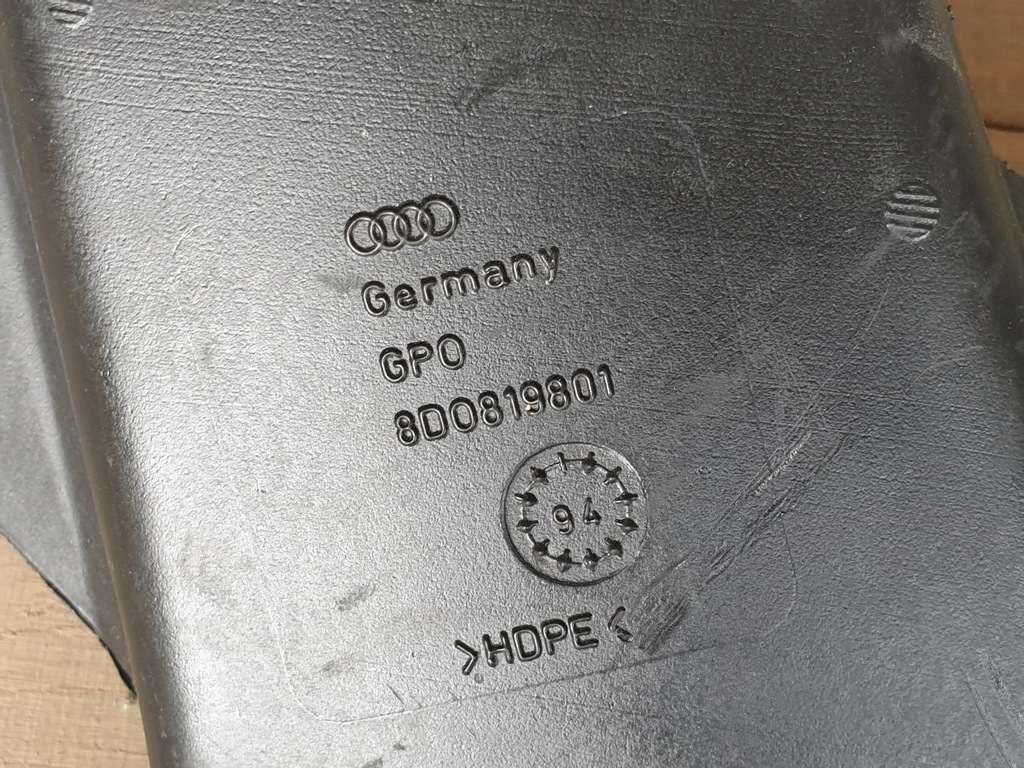 Germany
GPO
8D0819801
94
>HDPE<